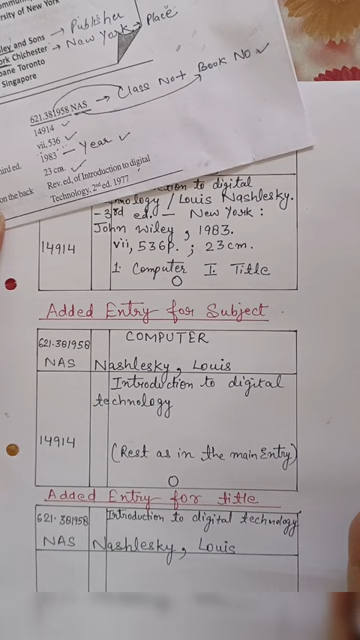 ersity of New York
ley and Sons → Publisher
rk Chichester → New York → Place
bane Toronto
Singapore
621.381958 NAS → Class No + Book No
14914
vii, 536
1983 — Year
hird ed.
23 cm
on the back
Rev. ed. of Introduction to digital
Technology, 2nd ed. 1977
ction to digital
nology / Louis Nashlesky.
- 3rd ed. - New York :
John Wiley, 1983.
14914
vii, 536p. ; 23cm.
1. Computer I. Title
Added Entry for Subject
621.381958
COMPUTER
NAS
Nashlesky, Louis
Introduction to digital
technology
14914
(Rest as in the main Entry)
Added Entry for title
621.381958
Introduction to digital technology
NAS
Nashlesky, Louis